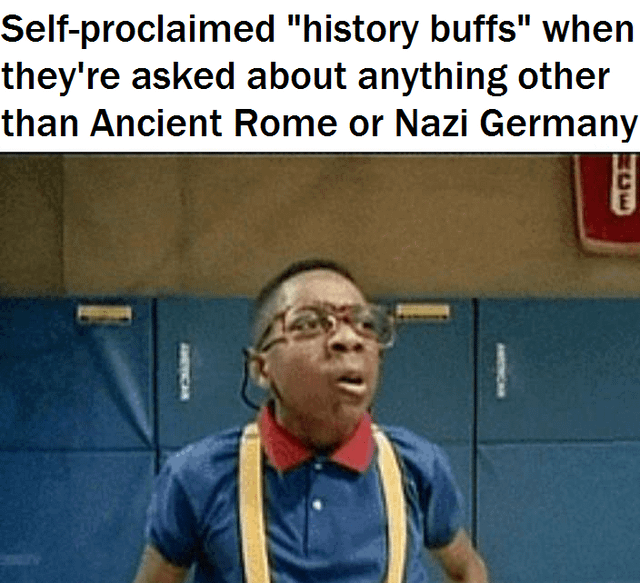 Self-proclaimed "history buffs" when
they're asked about anything other
than Ancient Rome or Nazi Germany